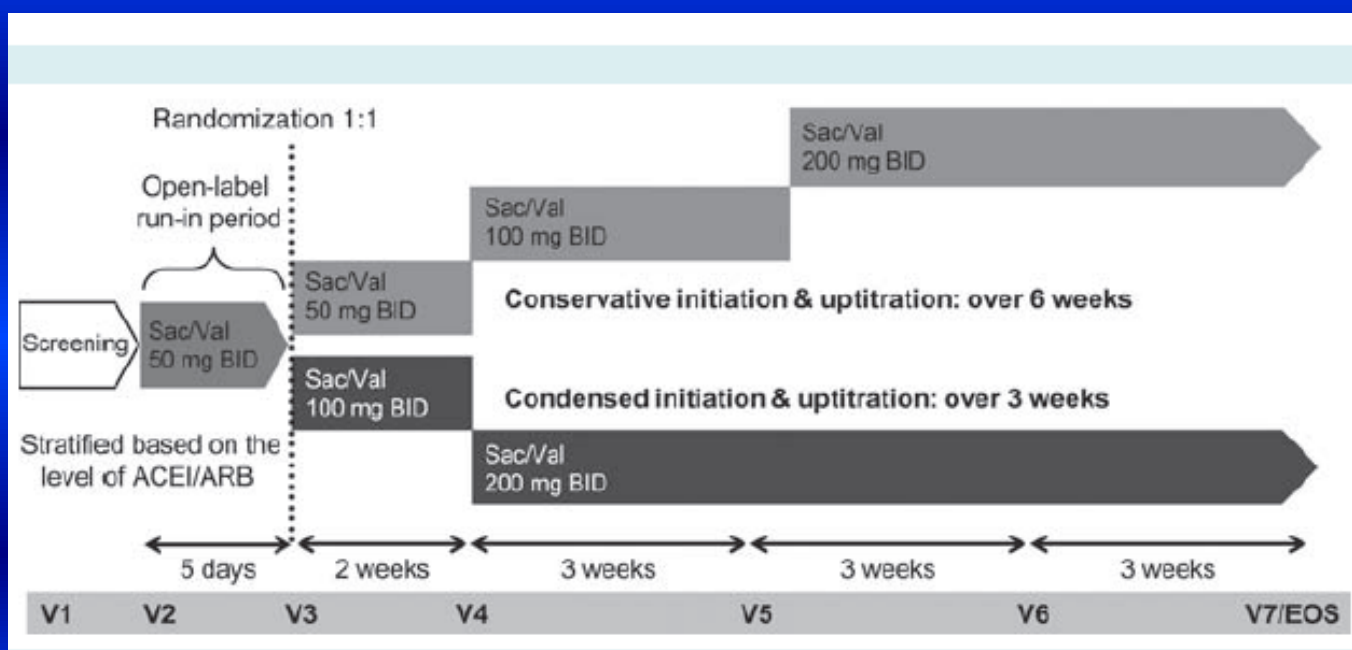 Randomization 1:1
Open-label
run-in period
Screening
Sac/Val
50 mg BID
Stratified based on the
level of ACEI/ARB
Sac/Val
50 mg BID
Sac/Val
100 mg BID
Sac/Val
200 mg BID
Conservative initiation & uptitration: over 6 weeks
Sac/Val
100 mg BID
Condensed initiation & uptitration: over 3 weeks
Sac/Val
200 mg BID
5 days
2 weeks
3 weeks
3 weeks
3 weeks
V1
V2
V3
V4
V5
V6
V7/EOS